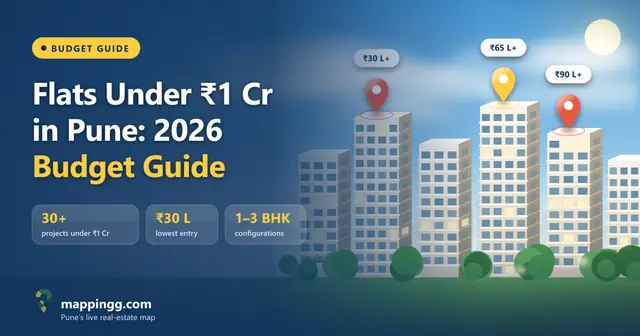 BUDGET GUIDE
Flats Under ₹1 Cr
in Pune: 2026
Budget Guide
30+
projects under ₹1 Cr
₹30 L
lowest entry
1–3 BHK
configurations
mappingg.com
Pune's live real-estate map
₹30 L+
₹65 L+
₹90 L+